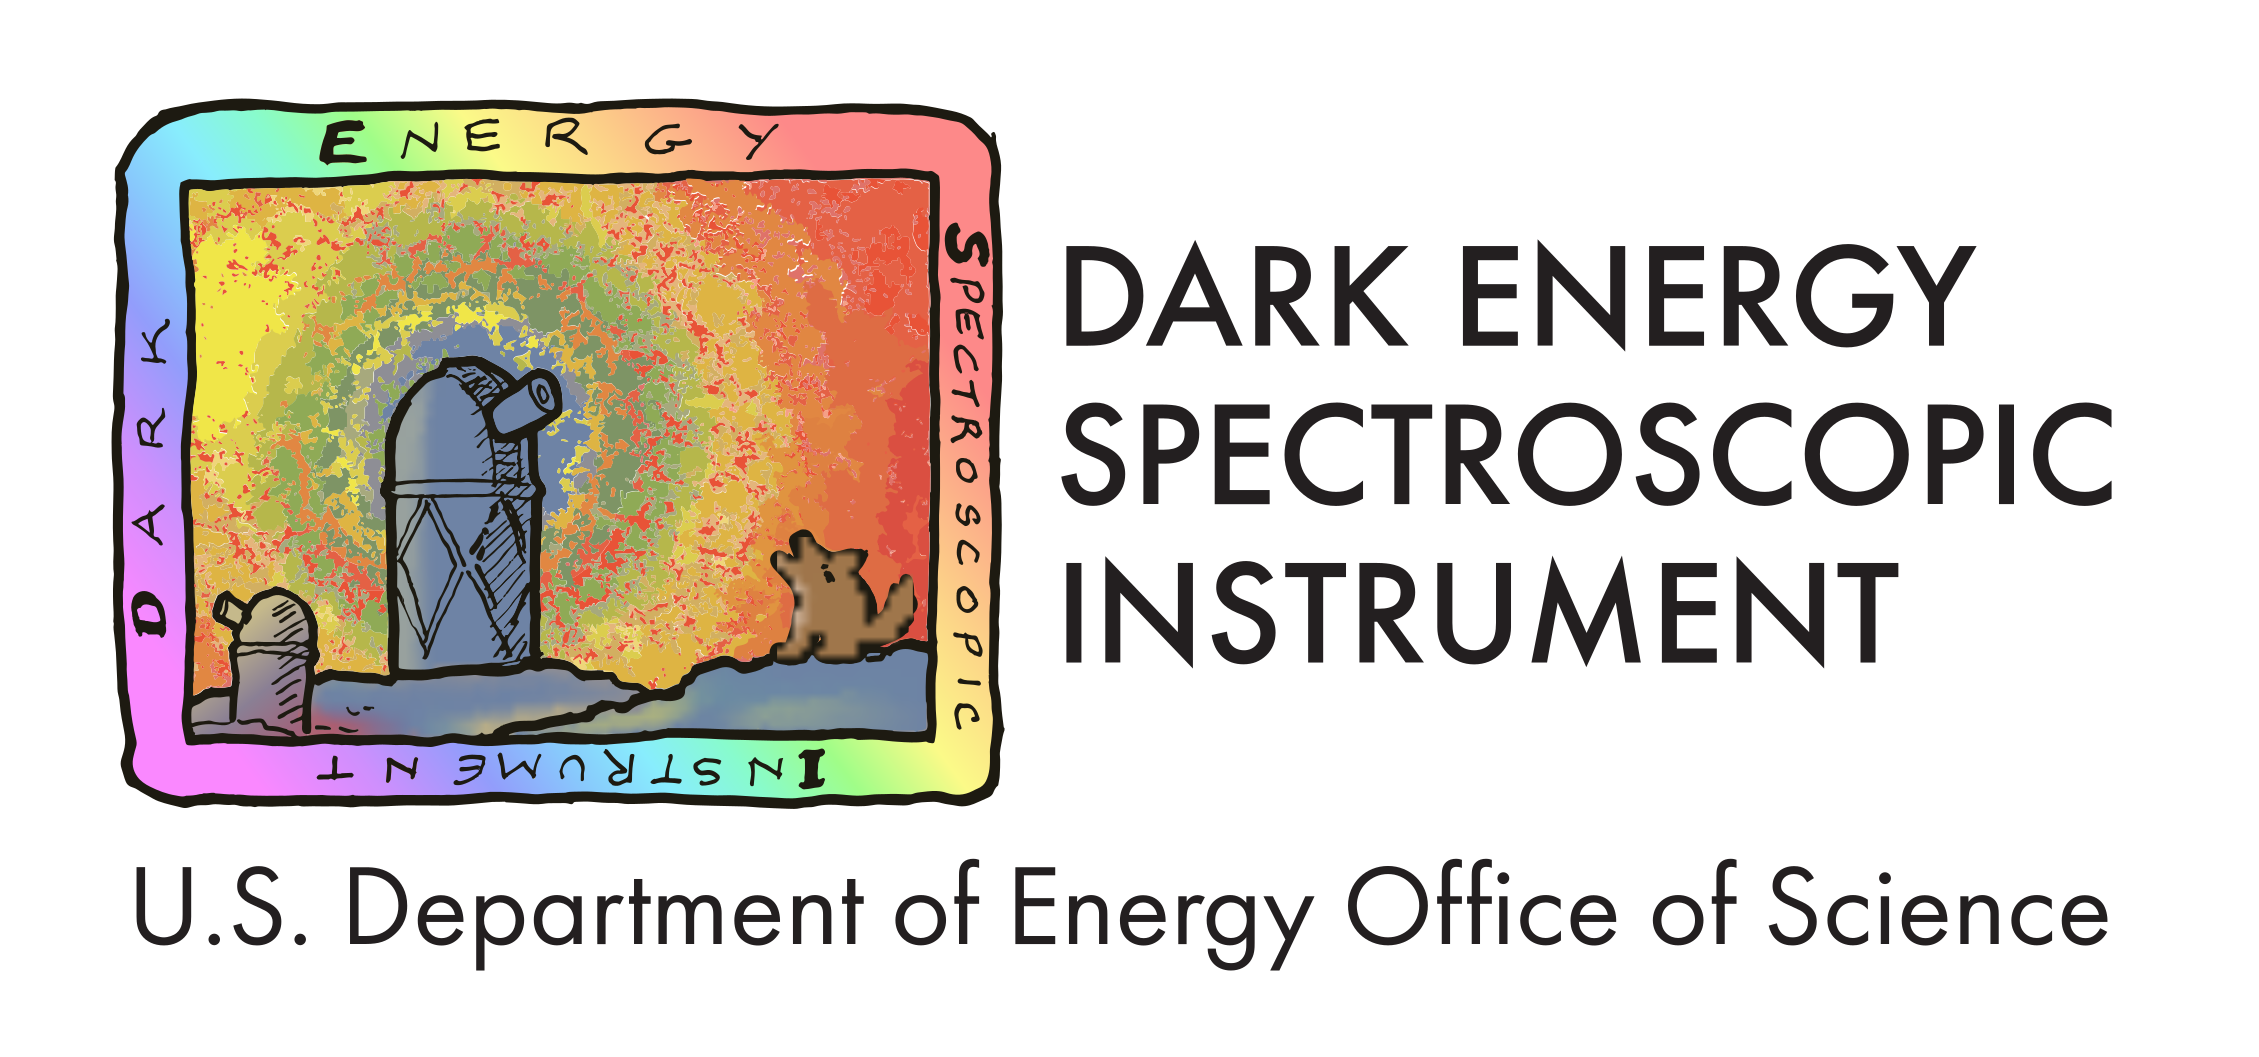 DARK
ENERGY
SPECTROSCOPIC
INSTRUMENT
DARK ENERGY
SPECTROSCOPIC
INSTRUMENT
U.S. Department of Energy Office of Science